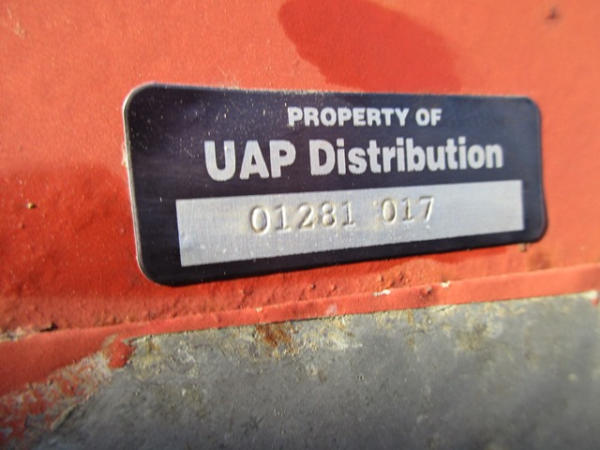 PROPERTY OF
UAP Distribution
01281 017